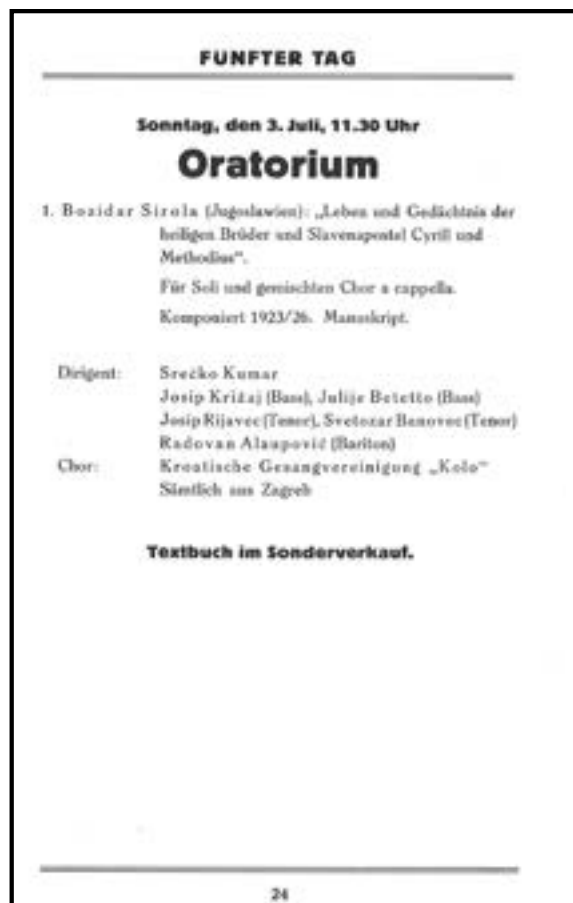 FUNFTER TAG
Sonntag, den 3. Juli, 11.30 Uhr
Oratorium
1. Bozidar Sirola (Jugoslawien): „Leben und Gedächtnis der
heiligen Brüder und Slavenapostel Cyrill und
Methodius“.
Für Soli und gemischten Chor a cappella.
Komponiert 1923/26. Manuskript.
Dirigent: Srećko Kumar
Josip Križaj (Bass), Julije Betetto (Bass)
Josip Rijavec (Tenor), Svetozar Banovec (Tenor)
Radovan Alaupović (Bariton)
Chor: Kroatische Gesangvereinigung „Kolo“
Sämtlich aus Zagreb
Textbuch im Sonderverkauf.
24